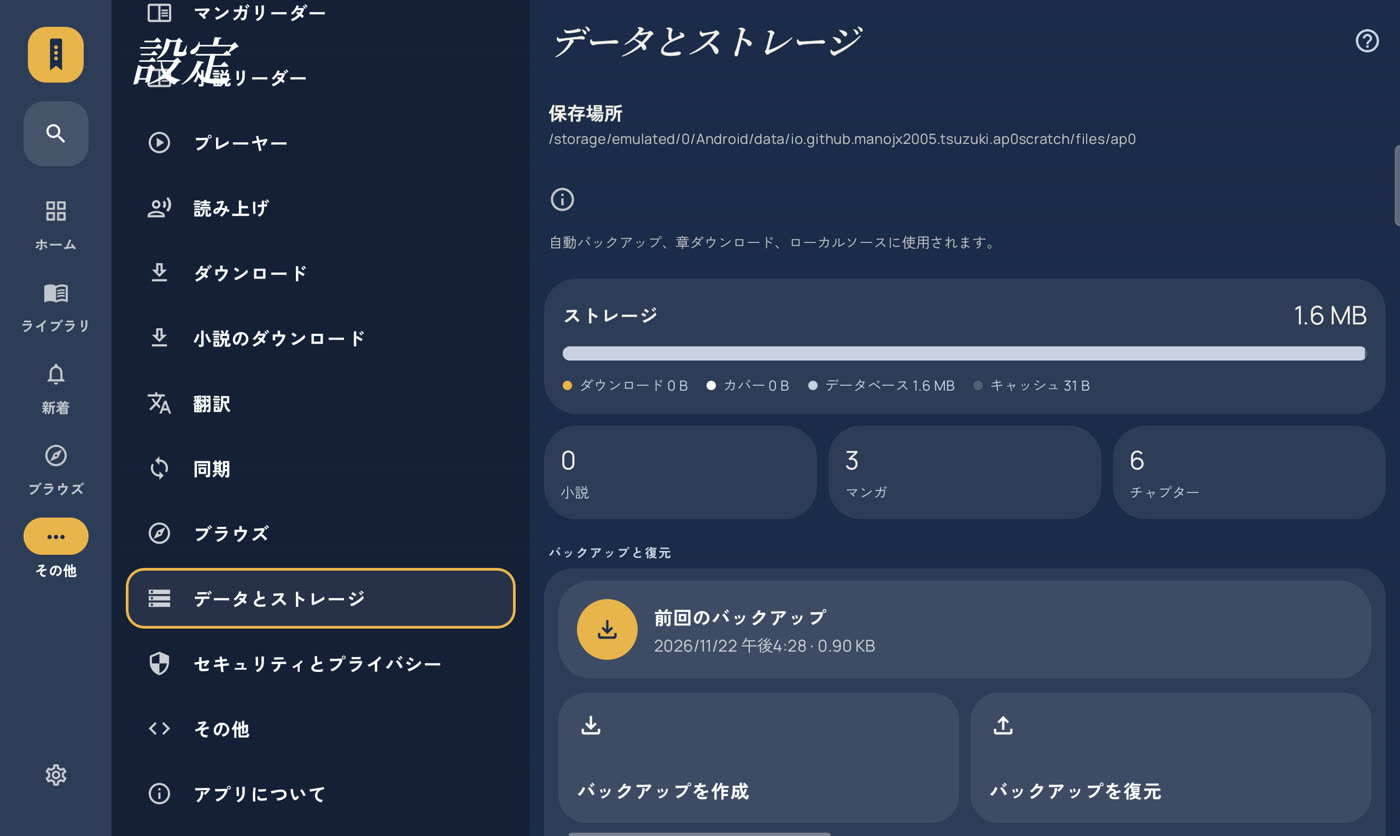 ホーム
ライブラリ
新着
ブラウズ
その他
設定
マンガリーダー
小説リーダー
プレーヤー
読み上げ
ダウンロード
小説のダウンロード
翻訳
同期
ブラウズ
データとストレージ
セキュリティとプライバシー
その他
アプリについて
データとストレージ
保存場所
/storage/emulated/0/Android/data/io.github.manojx2005.tsuzuki.ap0scratch/files/ap0
自動バックアップ、章ダウンロード、ローカルソースに使用されます。
ストレージ 1.6 MB
ダウンロード 0 B カバー 0 B データベース 1.6 MB キャッシュ 31 B
0 3 6
小説 マンガ チャプター
バックアップと復元
前回のバックアップ
2026/11/22 午後4:28 · 0.90 KB
バックアップを作成 バックアップを復元